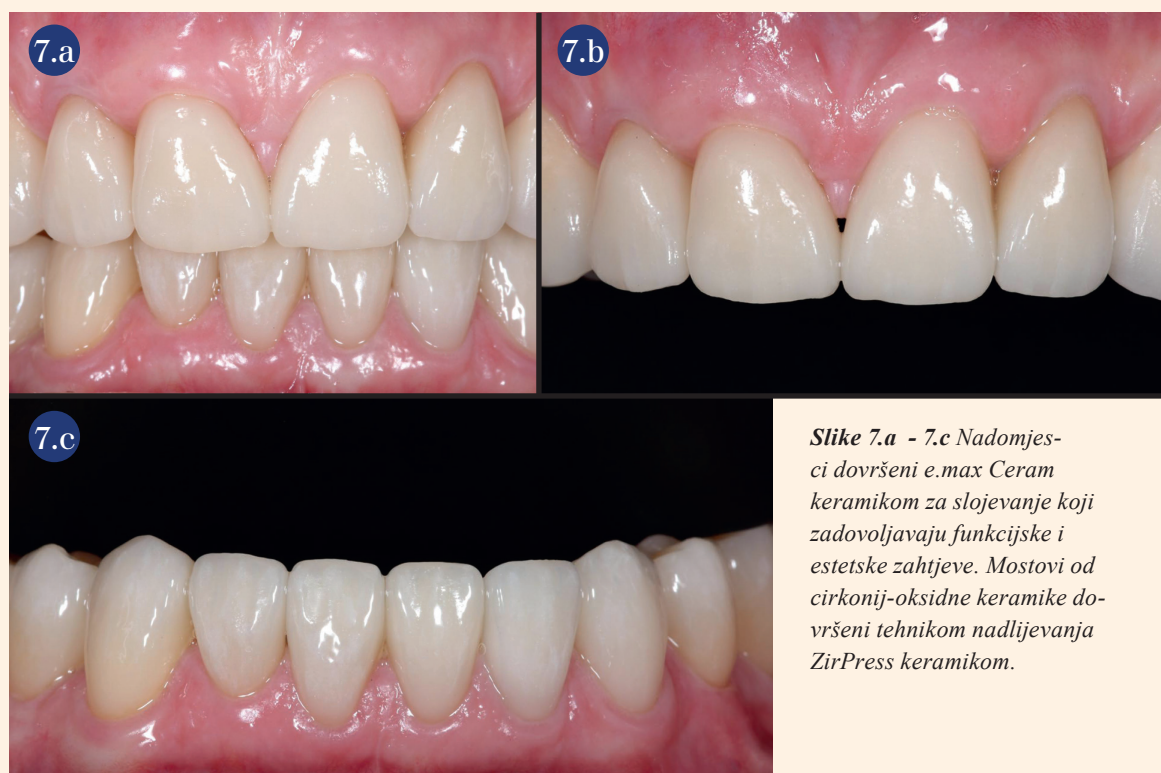 7.a
7.b
7.c
Slike 7.a - 7.c Nadomjes-
ci dovršeni e.max Ceram
keramikom za slojevanje koji
zadovoljavaju funkcijske i
estetske zahtjeve. Mostovi od
cirkonij-oksidne keramike do-
vršeni tehnikom nadlijevanja
ZirPress keramikom.